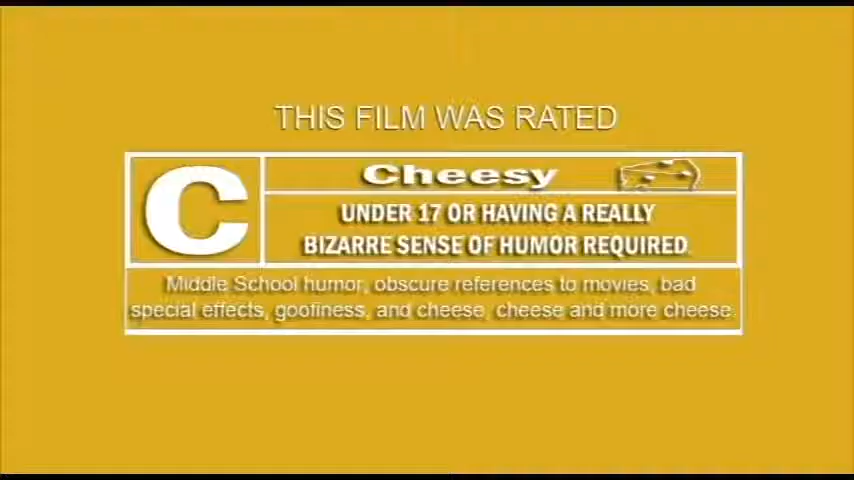 THIS FILM WAS RATED
C
Cheesy
UNDER 17 OR HAVING A REALLY
BIZARRE SENSE OF HUMOR REQUIRED
Middle School humor, obscure references to movies, bad
special effects, goofiness, and cheese, cheese and more cheese.